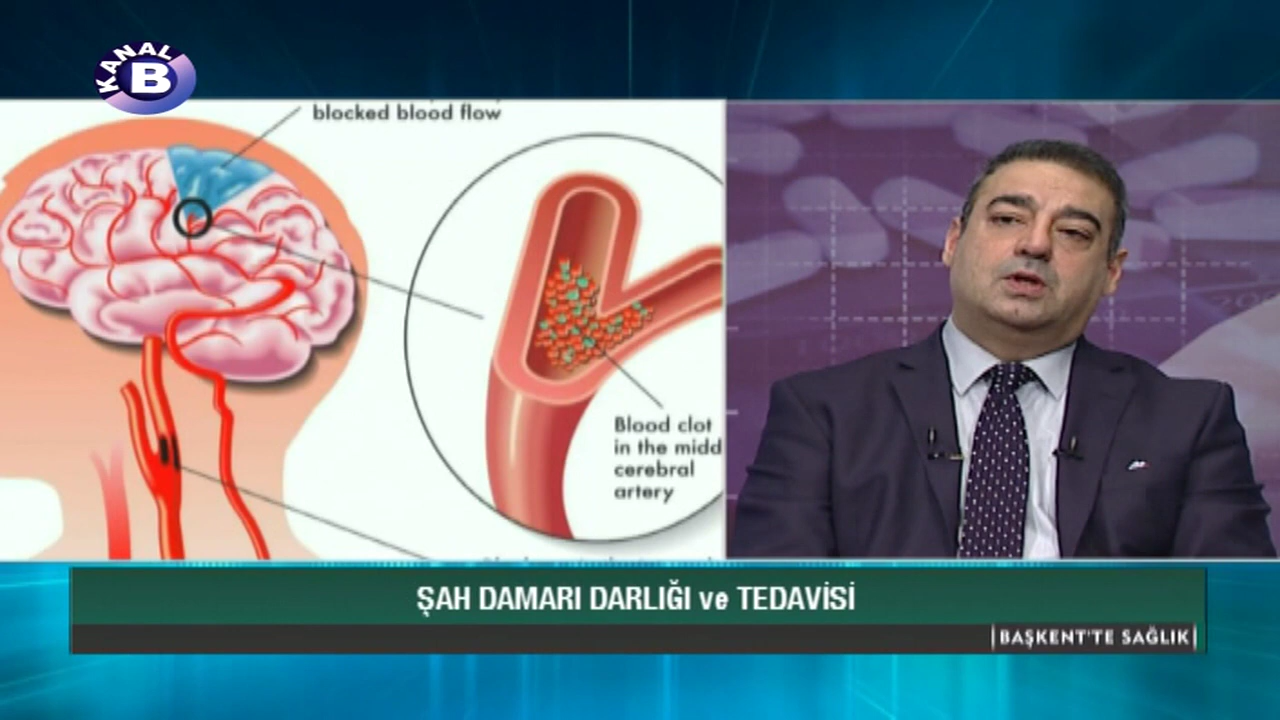 KANAL
B
blocked blood flow
Blood clot
in the midd
cerebral
artery
ŞAH DAMARI DARLIĞI ve TEDAVİSİ
BAŞKENT'TE SAĞLIK